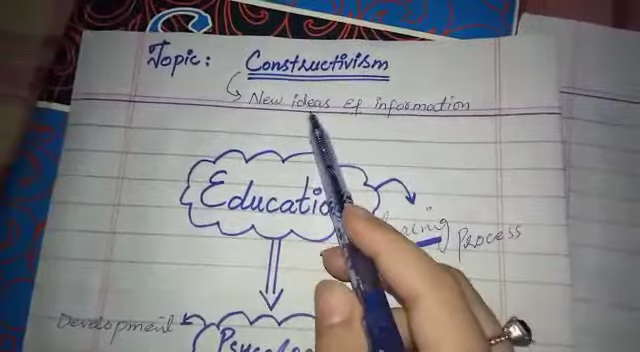 Topic: Constructivism
New ideas of information
Education
Process
Development